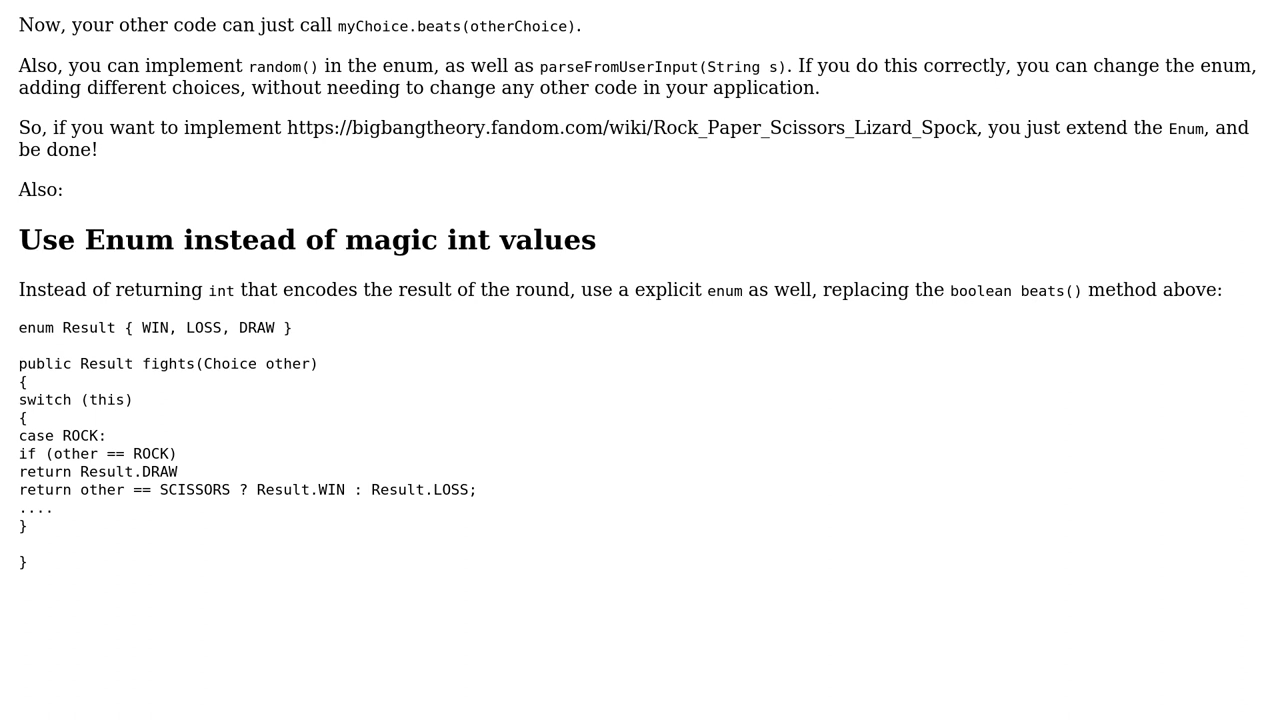 Now, your other code can just call myChoice.beats(otherChoice).
Also, you can implement random() in the enum, as well as parseFromUserInput(String s). If you do this correctly, you can change the enum,
adding different choices, without needing to change any other code in your application.
So, if you want to implement https://bigbangtheory.fandom.com/wiki/Rock_Paper_Scissors_Lizard_Spock, you just extend the Enum, and
be done!
Also:
Use Enum instead of magic int values
Instead of returning int that encodes the result of the round, use a explicit enum as well, replacing the boolean beats() method above:
enum Result { WIN, LOSS, DRAW }
public Result fights(Choice other)
{
switch (this)
{
case ROCK:
if (other == ROCK)
return Result.DRAW
return other == SCISSORS ? Result.WIN : Result.LOSS;
....
}
}